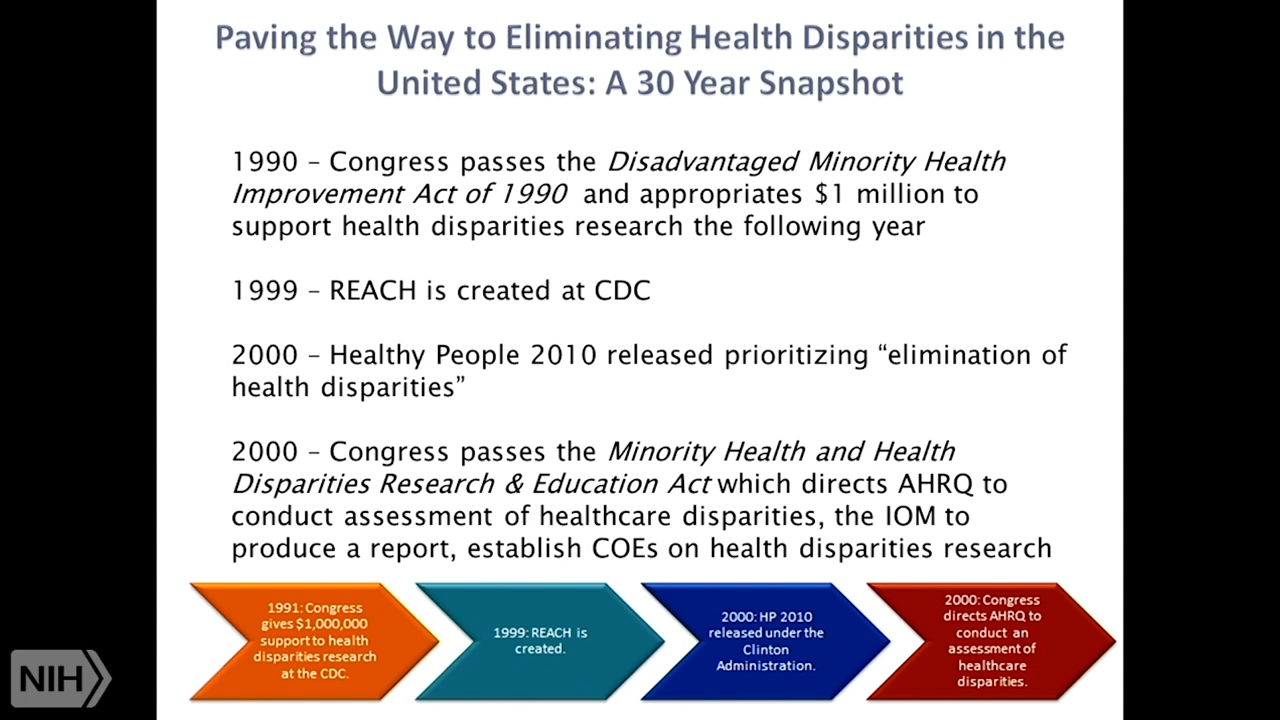 Paving the Way to Eliminating Health Disparities in the
United States: A 30 Year Snapshot
1990 – Congress passes the Disadvantaged Minority Health
Improvement Act of 1990 and appropriates $1 million to
support health disparities research the following year
1999 – REACH is created at CDC
2000 – Healthy People 2010 released prioritizing “elimination of
health disparities”
2000 – Congress passes the Minority Health and Health
Disparities Research & Education Act which directs AHRQ to
conduct assessment of healthcare disparities, the IOM to
produce a report, establish COEs on health disparities research
1991: Congress
gives $1,000,000
support to health
disparities research
at the CDC.
1999: REACH is
created.
2000: HP 2010
released under the
Clinton
Administration.
2000: Congress
directs AHRQ to
conduct an
assessment of
healthcare
disparities.
NIH